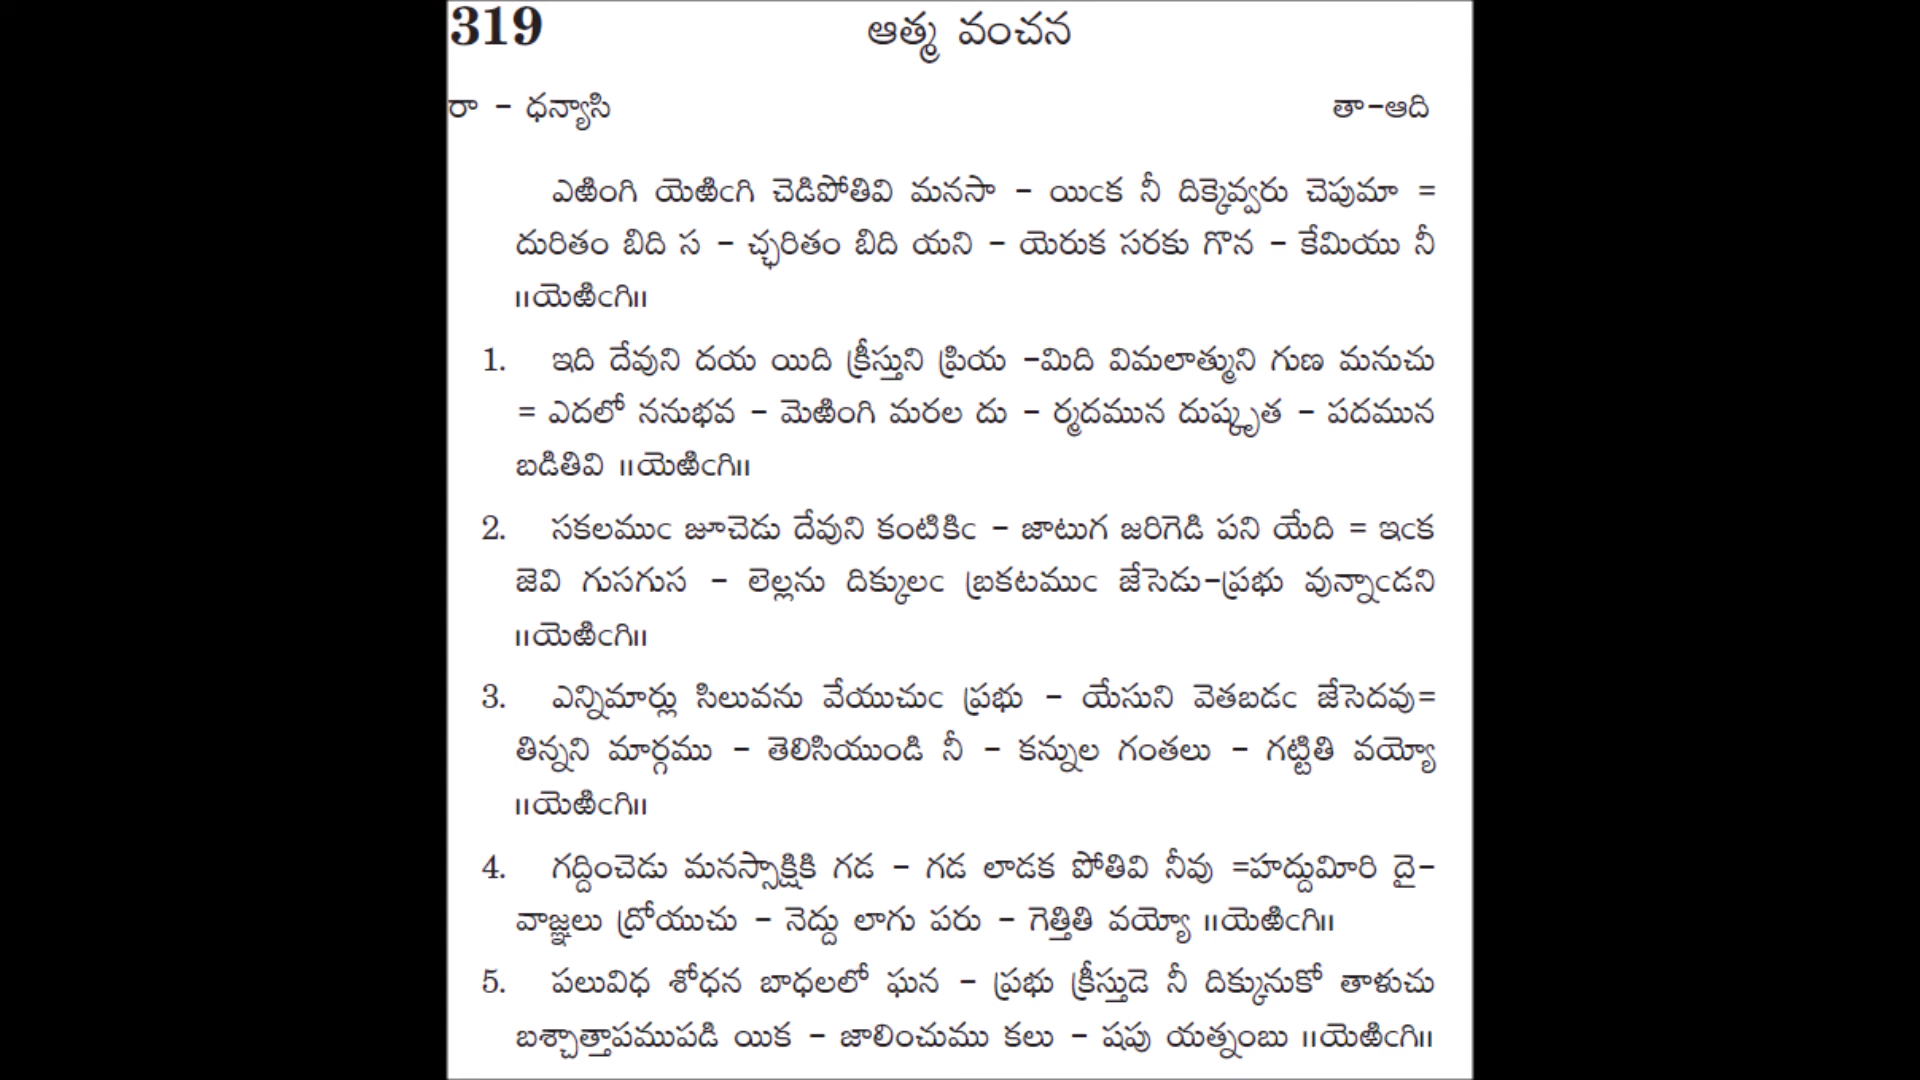 319 ఆత్మ వంచన
రా - ధన్యాసి తా-ఆది
ఎఱింగి యెఱిఁగి చెడిపోతివి మనసా - యిఁక నీ దిక్కెవ్వరు చెపుమా =
దురితం బిది స - చ్ఛరితం బిది యని - యెరుక సరకు గొన - కేమియు నీ
॥యెఱిఁగి॥
1. ఇది దేవుని దయ యిది క్రీస్తుని ప్రియ -మిది విమలాత్ముని గుణ మనుచు
= ఎదలో ననుభవ - మెఱింగి మరల దు - ర్మదమున దుష్కృత - పదమున
బడితివి ॥యెఱిఁగి॥
2. సకలముఁ జూచెడు దేవుని కంటికిఁ - జాటుగ జరిగెడి పని యేది = ఇఁక
జెవి గుసగుస - లెల్లను దిక్కులఁ బ్రకటముఁ జేసెడు-ప్రభు వున్నాఁడని
॥యెఱిఁగి॥
3. ఎన్నిమార్లు సిలువను వేయుచుఁ ప్రభు - యేసుని వెతబడఁ జేసెదవు=
తిన్నని మార్గము - తెలిసియుండి నీ - కన్నుల గంతలు - గట్టితి వయ్యో
॥యెఱిఁగి॥
4. గద్దించెడు మనస్సాక్షికి గడ - గడ లాడక పోతివి నీవు =హద్దుమీరి దై-
వాజ్ఞలు ద్రోయుచు - నెద్దు లాగు పరు - గెత్తితి వయ్యో ॥యెఱిఁగి॥
5. పలువిధ శోధన బాధలలో ఘన - ప్రభు క్రీస్తుడె నీ దిక్కునుకో తాళుచు
బశ్చాత్తాపముపడి యిక - జాలించుము కలు - షపు యత్నంబు ॥యెఱిఁగి॥